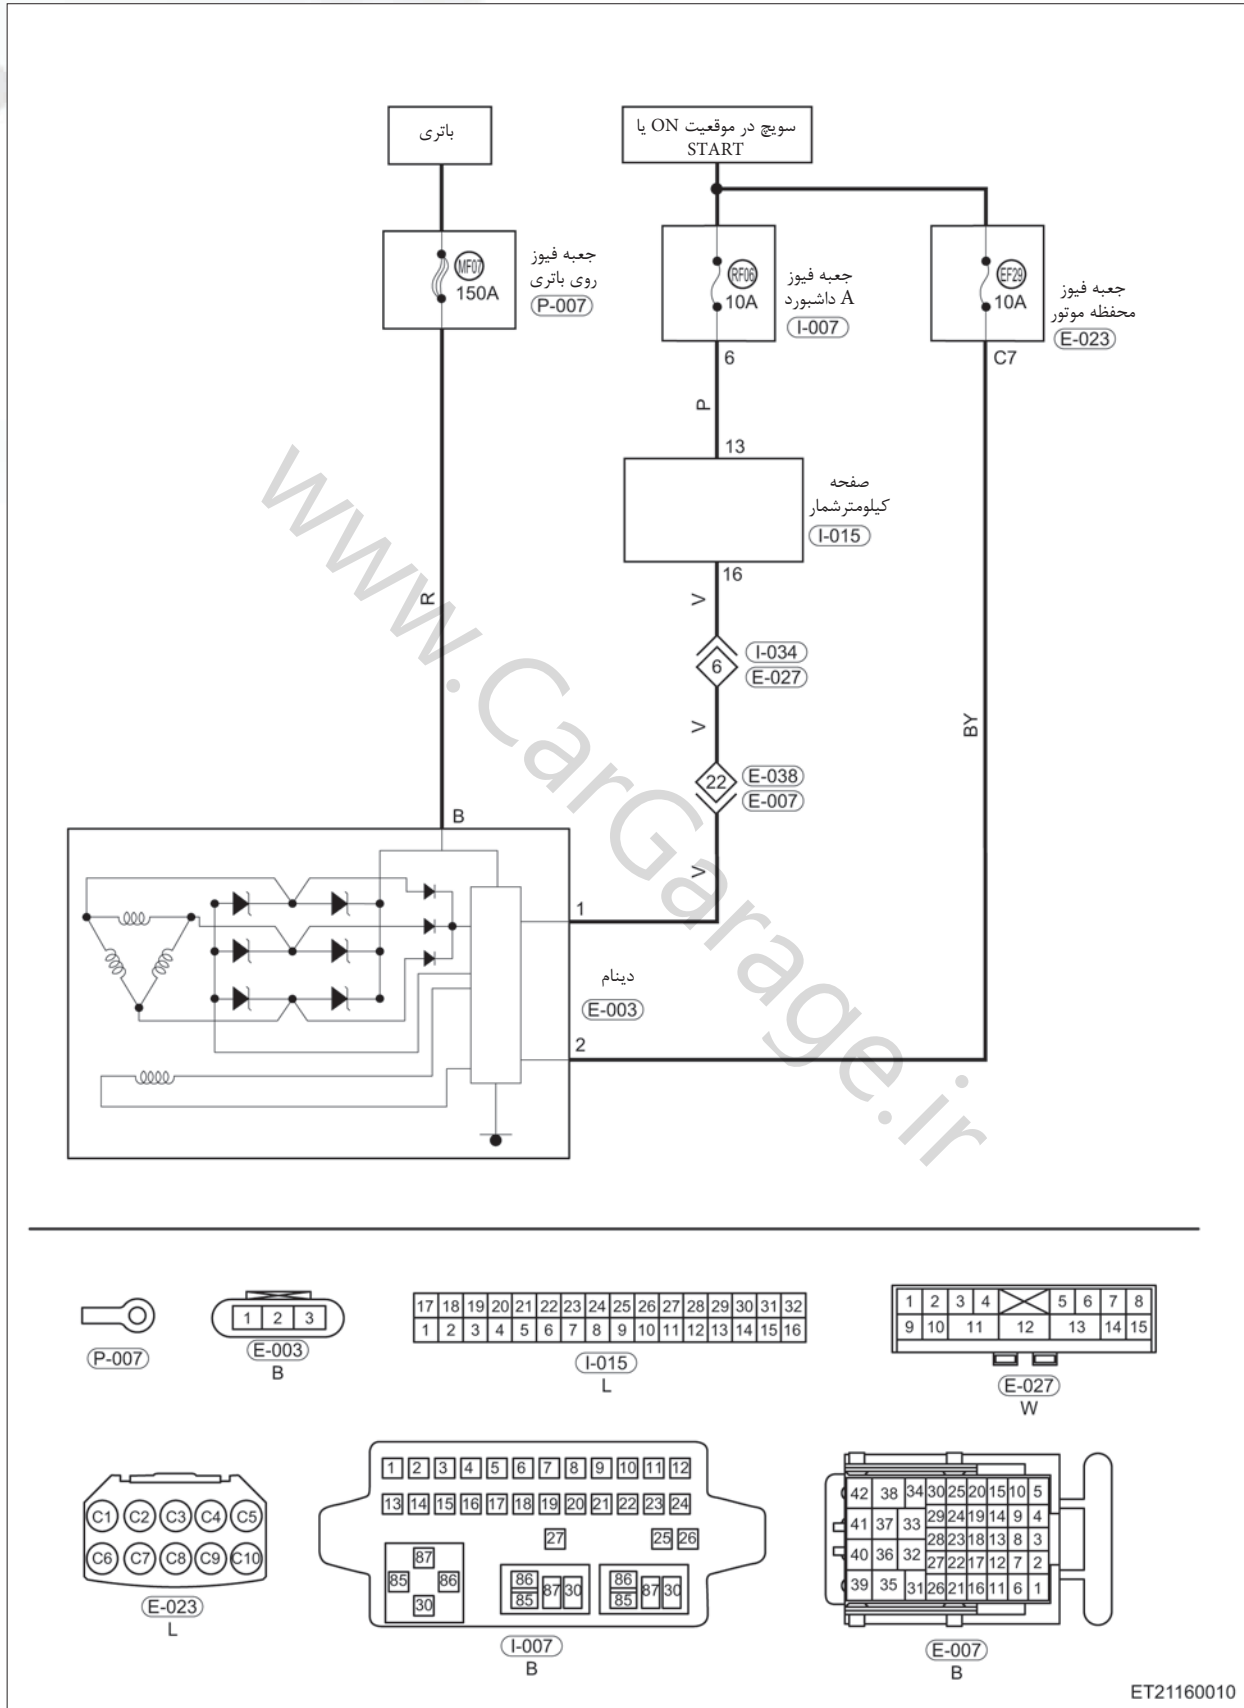 باتری
سویچ در موقعیت ON یا
START
MF07
150A
جعبه فیوز
روی باتری
P-007
RF06
10A
جعبه فیوز
A داشبورد
I-007
EF29
10A
جعبه فیوز
محفظه موتور
E-023
6
C7
P
13
صفحه
کیلومترشمار
I-015
16
R
V
6
I-034
E-027
V
BY
22
E-038
E-007
B
V
1
دینام
E-003
2
www.CarGarage.ir
P-007
1 2 3
E-003
B
17 18 19 20 21 22 23 24 25 26 27 28 29 30 31 32
1 2 3 4 5 6 7 8 9 10 11 12 13 14 15 16
I-015
L
1 2 3 4 5 6 7 8
9 10 11 12 13 14 15
E-027
W
C1 C2 C3 C4 C5
C6 C7 C8 C9 C10
E-023
L
1 2 3 4 5 6 7 8 9 10 11 12
13 14 15 16 17 18 19 20 21 22 23 24
27 25 26
87
85 86
30
86
85
87 30
86
85
87 30
I-007
B
42 38 34 30 25 20 15 10 5
41 37 33 29 24 19 14 9 4
28 23 18 13 8 3
40 36 32 27 22 17 12 7 2
39 35 31 26 21 16 11 6 1
E-007
B
ET21160010